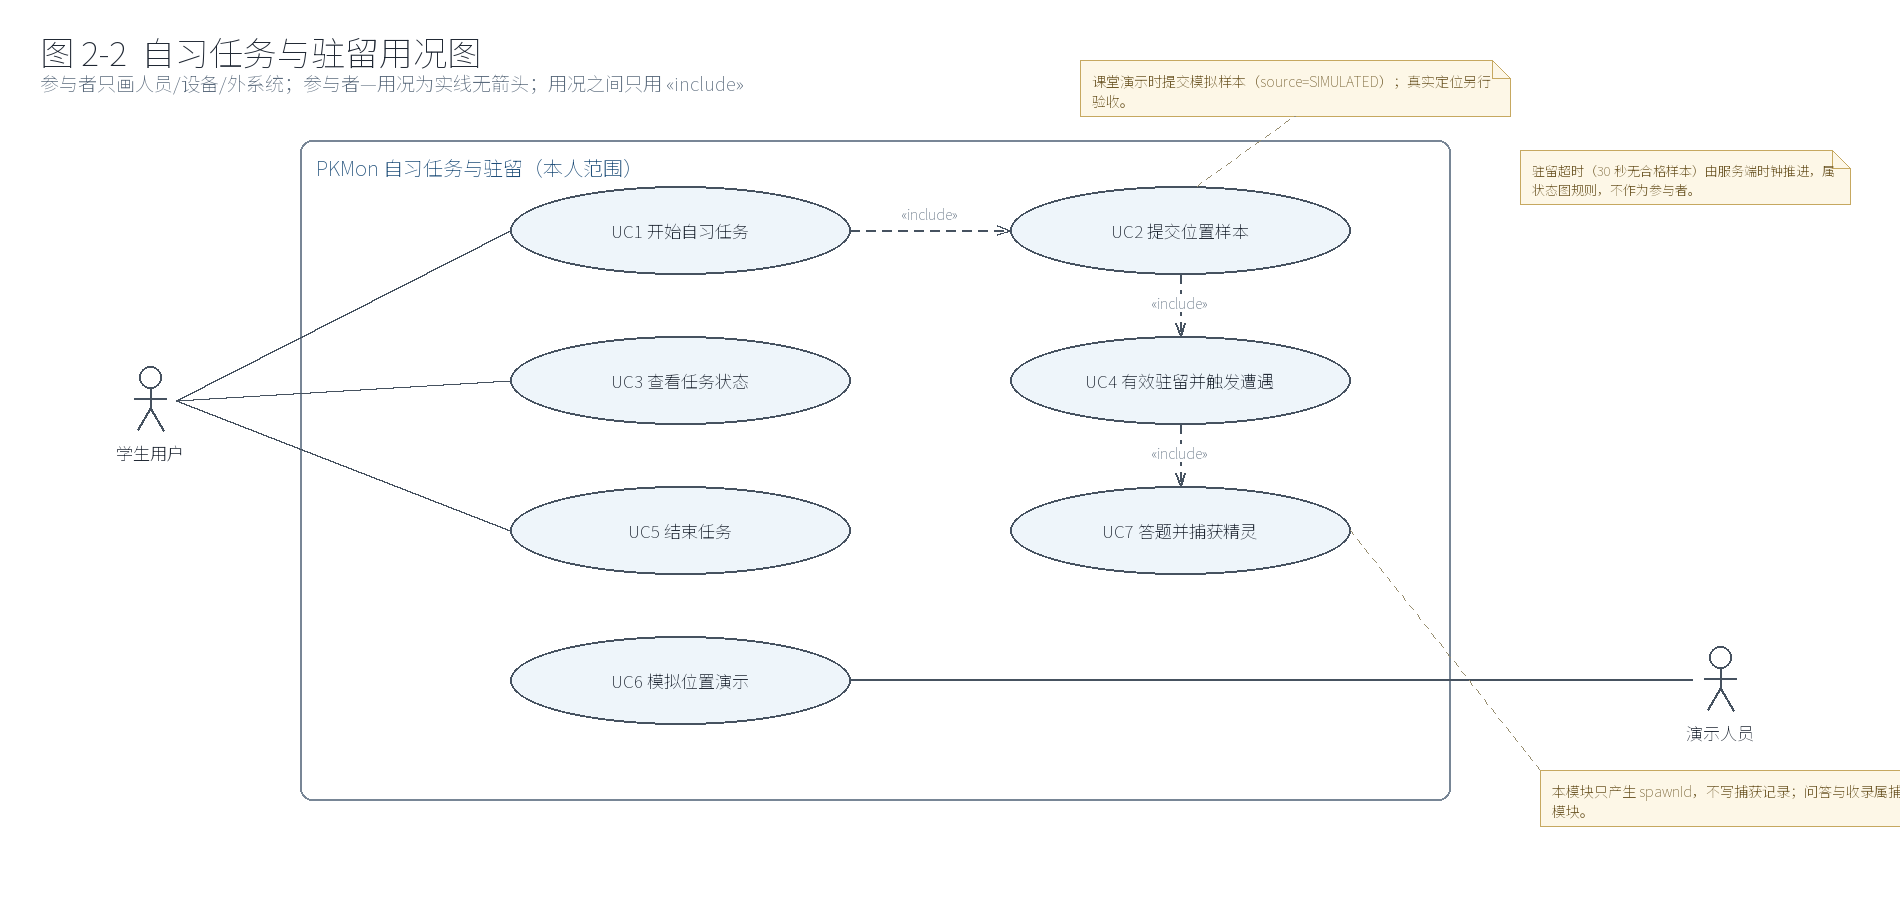 图 2-2 自习任务与驻留用况图
参与者只画人员/设备/外系统；参与者—用况为实线无箭头；用况之间只用 «include»
课堂演示时提交模拟样本（source=SIMULATED）；真实定位另行
验收。
驻留超时（30 秒无合格样本）由服务端时钟推进，属
状态图规则，不作为参与者。
PKMon 自习任务与驻留（本人范围）
UC1 开始自习任务
«include»
UC2 提交位置样本
«include»
UC3 查看任务状态
UC4 有效驻留并触发遭遇
学生用户
«include»
UC5 结束任务
UC7 答题并捕获精灵
UC6 模拟位置演示
演示人员
本模块只产生 spawnId，不写捕获记录；问答与收录属捕
模块。